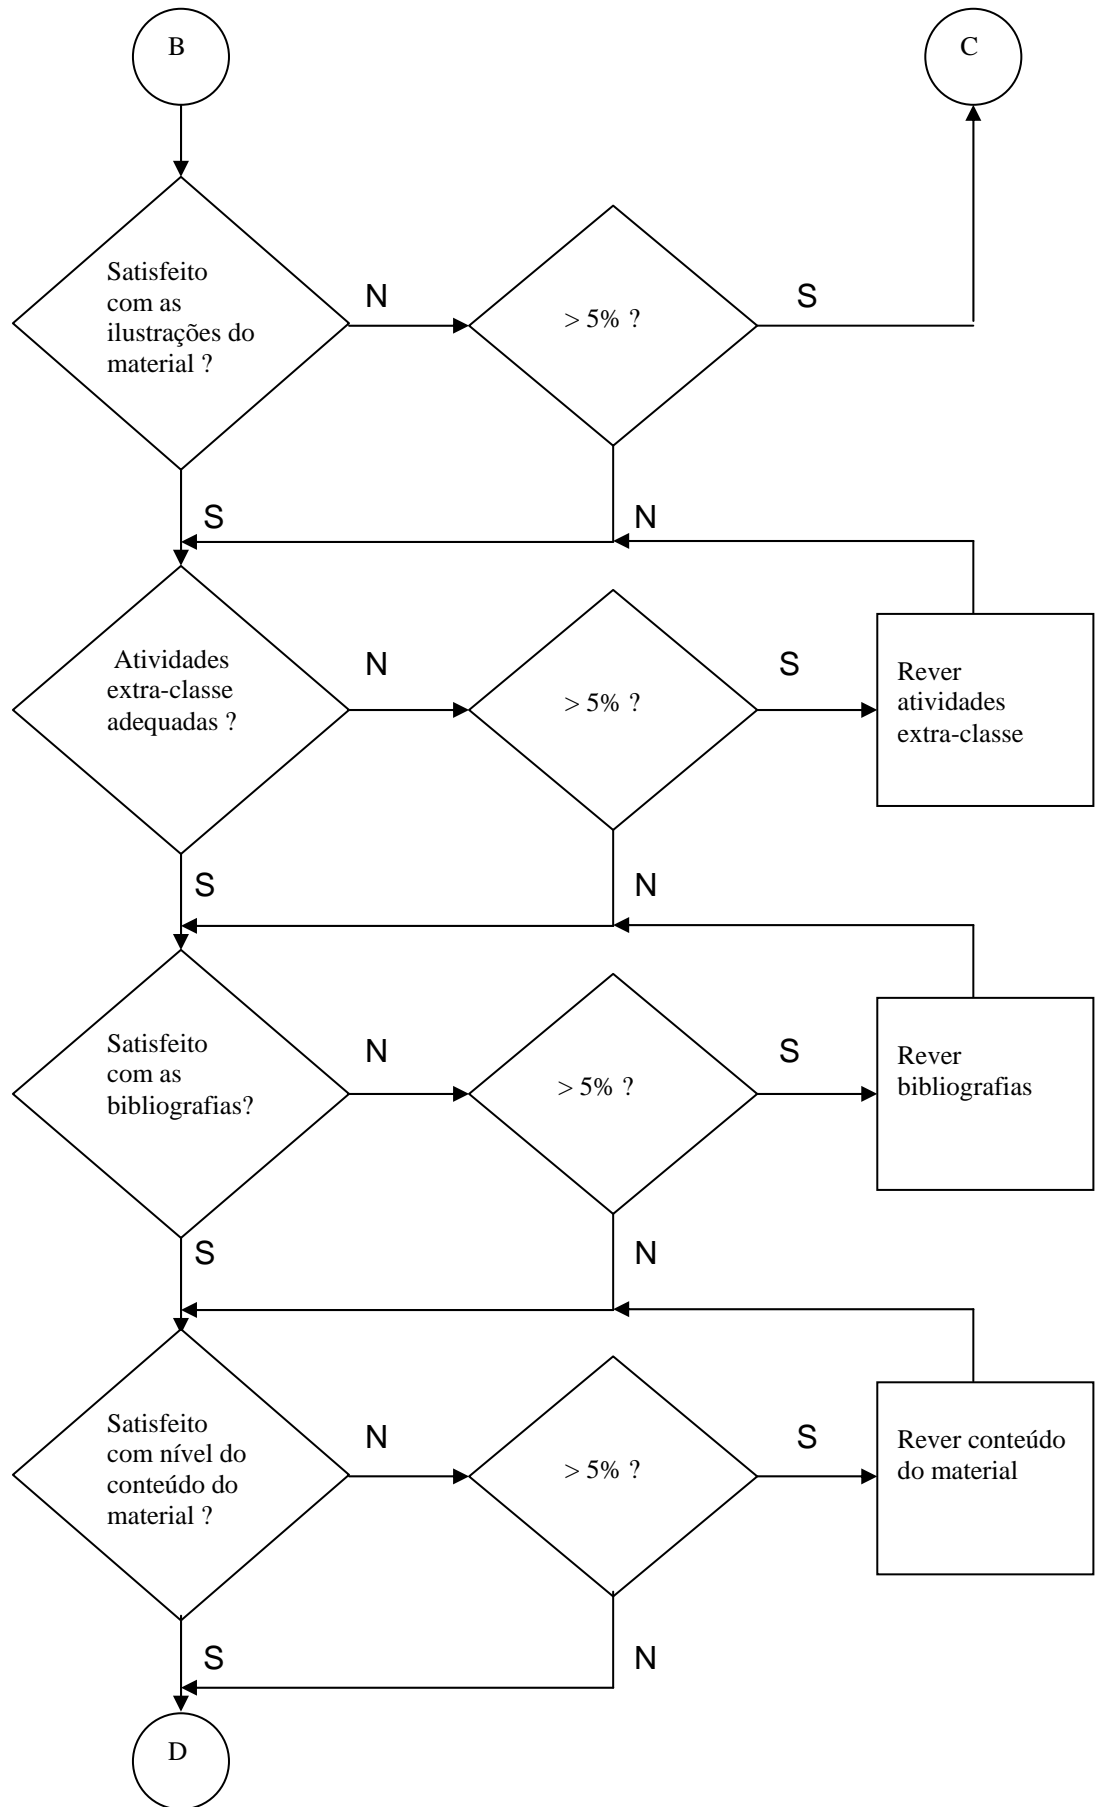 B
C
Satisfeito
com as
ilustrações do
material ?
N
> 5% ?
S
S
N
Atividades
extra-classe
adequadas ?
N
> 5% ?
S
Rever
atividades
extra-classe
S
N
Satisfeito
com as
bibliografias?
N
> 5% ?
S
Rever
bibliografias
S
N
Satisfeito
com nível do
conteúdo do
material ?
N
> 5% ?
S
Rever conteúdo
do material
S
N
D